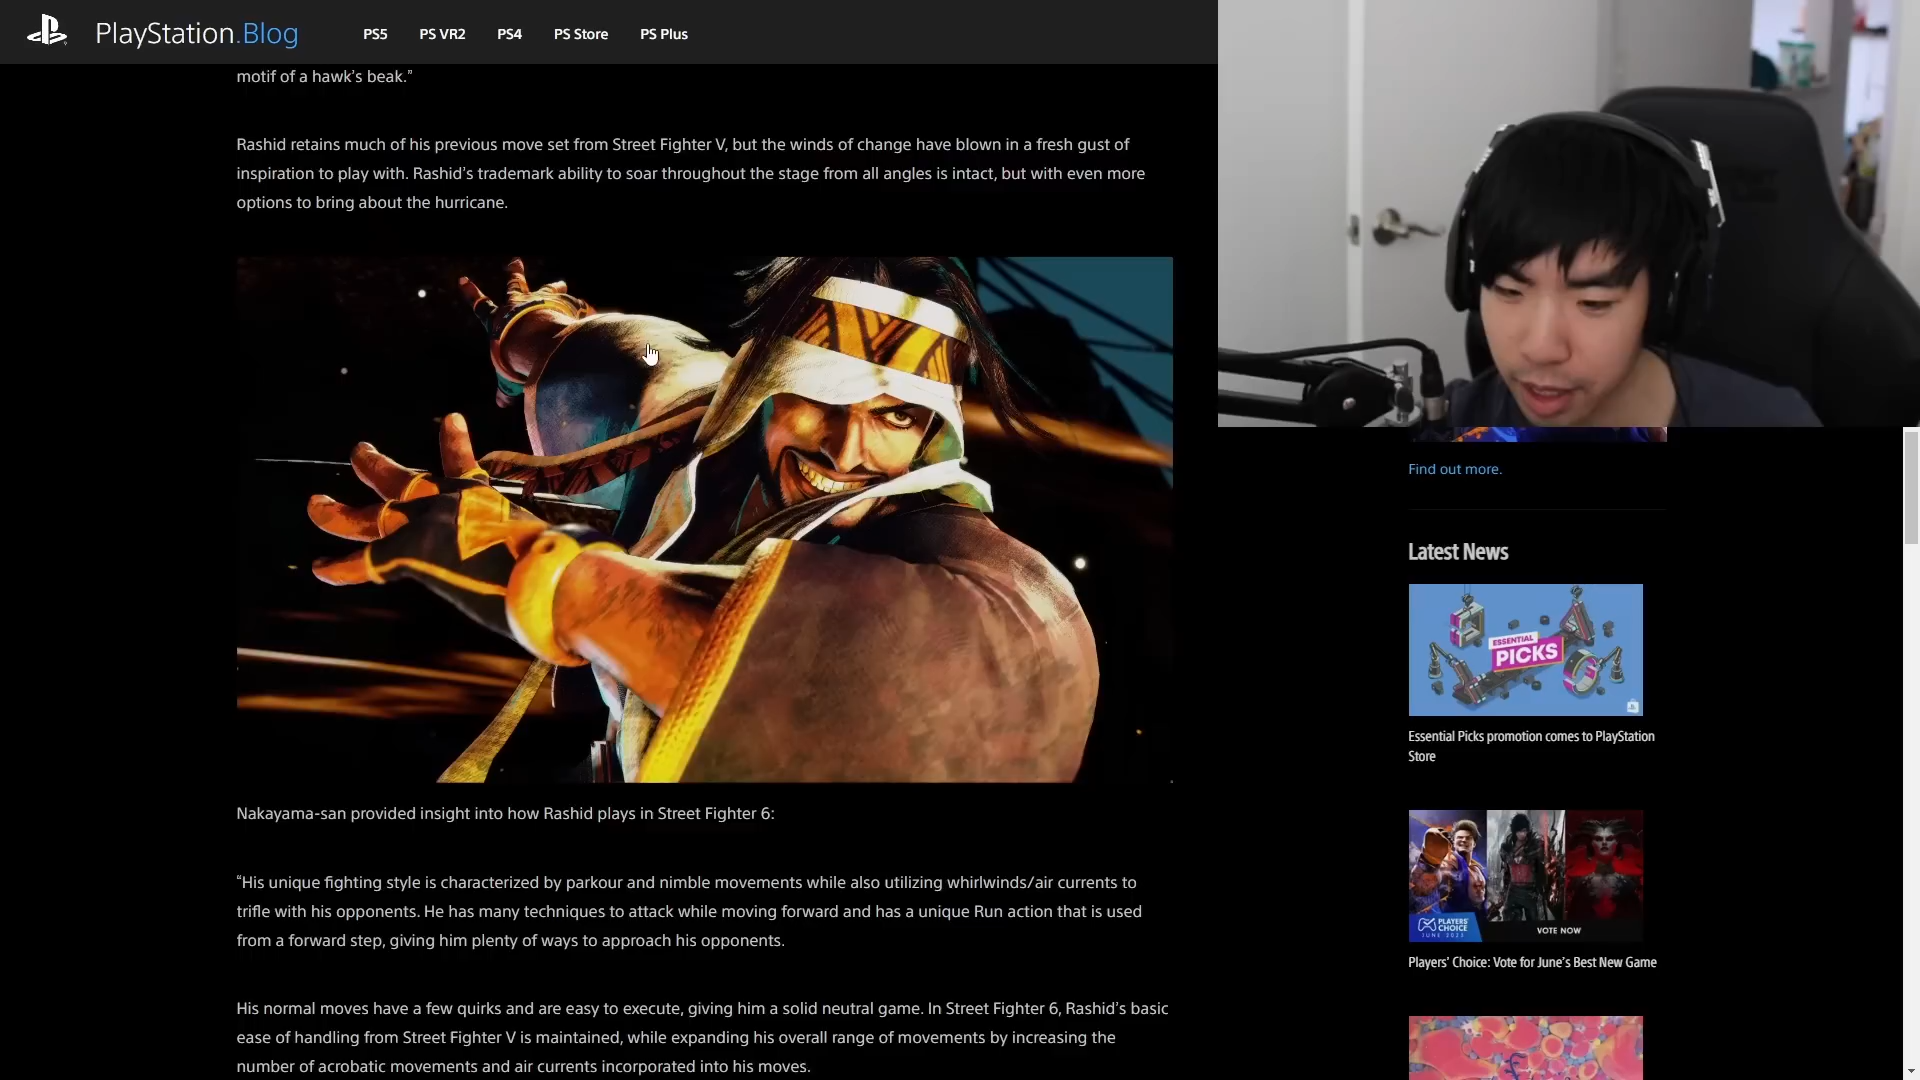 PlayStation.Blog
PS5 PS VR2 PS4 PS Store PS Plus
motif of a hawk's beak.”
Rashid retains much of his previous move set from Street Fighter V, but the winds of change have blown in a fresh gust of
inspiration to play with. Rashid's trademark ability to soar throughout the stage from all angles is intact, but with even more
options to bring about the hurricane.
Nakayama-san provided insight into how Rashid plays in Street Fighter 6:
“His unique fighting style is characterized by parkour and nimble movements while also utilizing whirlwinds/air currents to
trifle with his opponents. He has many techniques to attack while moving forward and has a unique Run action that is used
from a forward step, giving him plenty of ways to approach his opponents.
His normal moves have a few quirks and are easy to execute, giving him a solid neutral game. In Street Fighter 6, Rashid's basic
ease of handling from Street Fighter V is maintained, while expanding his overall range of movements by increasing the
number of acrobatic movements and air currents incorporated into his moves.
Find out more.
Latest News
ESSENTIAL
PICKS
Essential Picks promotion comes to PlayStation
Store
PLAYERS'
CHOICE
JUNE 2023
VOTE NOW
Players' Choice: Vote for June's Best New Game